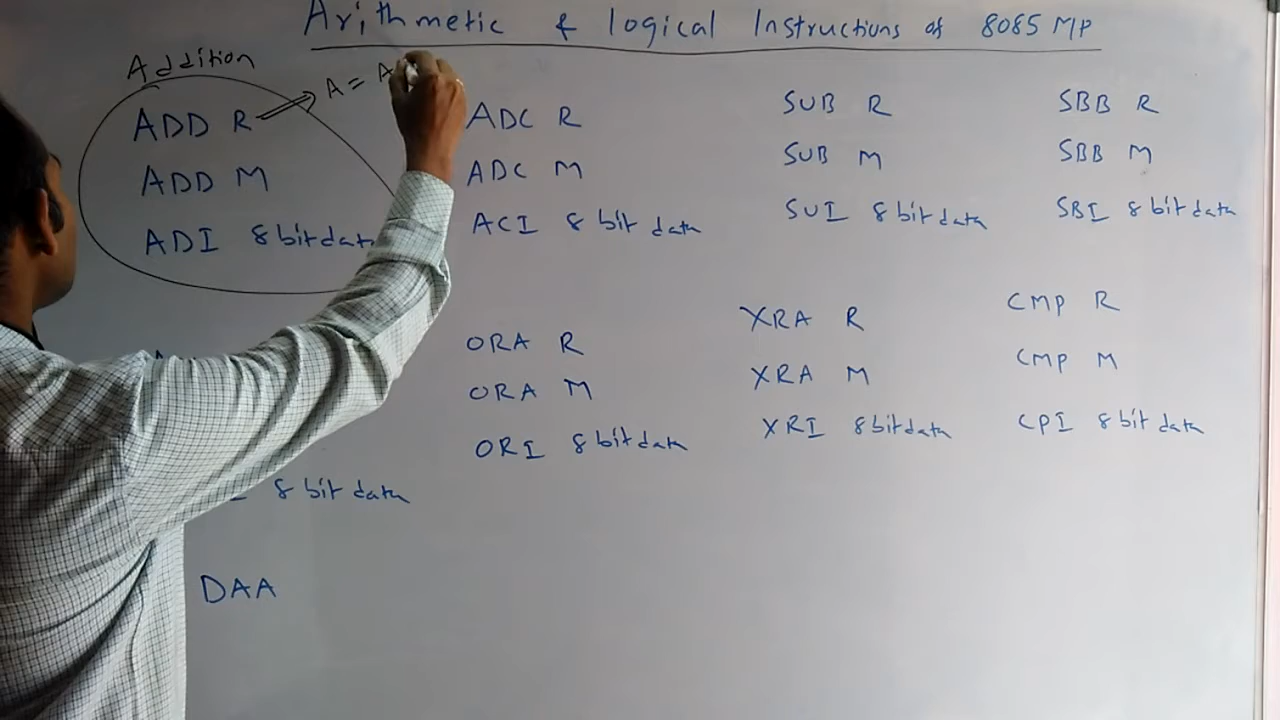 Arithmetic & logical Instructions of 8085 MP
Addition
A = A
ADD R
ADD M
ADI 8 bit data
ADC R
ADC M
ACI 8 bit data
SUB R
SUB M
SUI 8 bit data
SBB R
SBB M
SBI 8 bit data
8 bit data
ORA R
ORA M
ORI 8 bit data
XRA R
XRA M
XRI 8 bit data
CMP R
CMP M
CPI 8 bit data
DAA